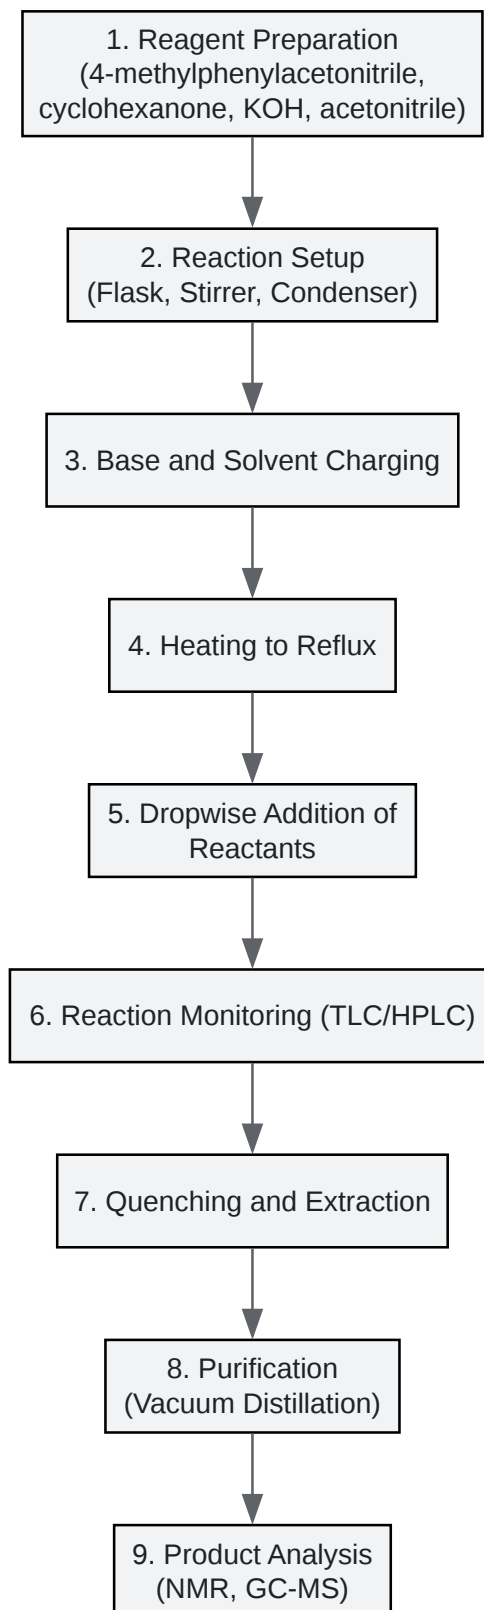 1. Reagent Preparation
(4-methylphenylacetonitrile,
cyclohexanone, KOH, acetonitrile)
2. Reaction Setup
(Flask, Stirrer, Condenser)
3. Base and Solvent Charging
4. Heating to Reflux
5. Dropwise Addition of
Reactants
6. Reaction Monitoring (TLC/HPLC)
7. Quenching and Extraction
8. Purification
(Vacuum Distillation)
9. Product Analysis
(NMR, GC-MS)